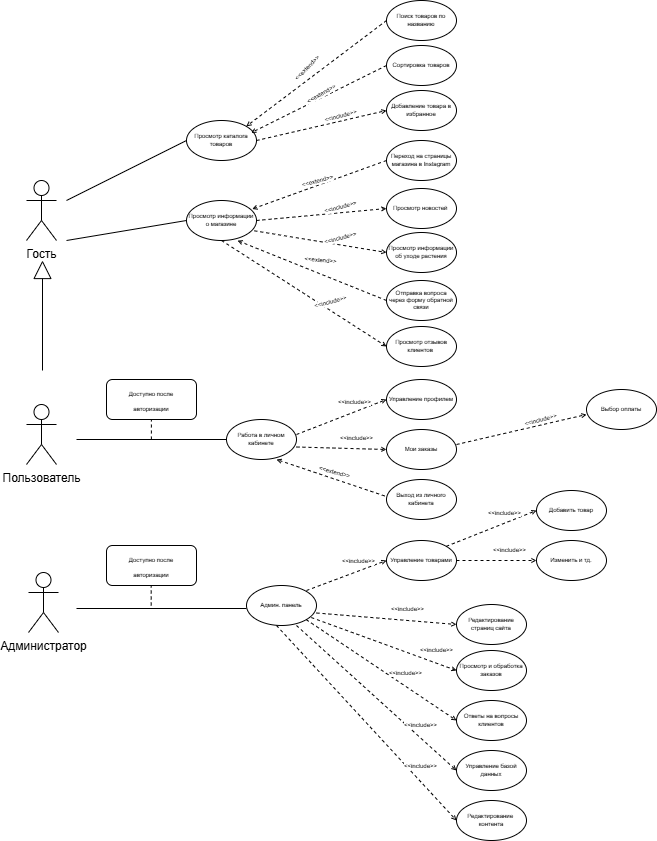 Поиск товаров по
названию
<<extend>>
Сортировка товаров
<<extend>>
Добавление товара в
избранное
<<include>>
Просмотр каталога
товаров
Переход на страницы
магазина в Instagram
<<extend>>
Просмотр новостей
<<include>>
Просмотр информации
о магазине
<<include>>
Просмотр информации
об уходе растения
Гость
<<extend>>
Отправка вопроса
через форму обратной
связи
<<include>>
Просмотр отзывов
клиентов
Доступно после
авторизации
<<include>>
Управление профилем
Выбор оплаты
<<include>>
Работа в личном
кабинете
<<include>>
Мои заказы
Пользователь
<<extend>>
Выход из личного
кабинета
<<include>>
Добавить товар
Доступно после
авторизации
<<include>>
Управление товарами
<<include>>
Изменить и тд.
Админ. панель
<<include>>
Редактирование
страниц сайте
Администратор
<<include>>
Просмотр и обработка
заказов
<<include>>
Ответы на вопросы
клиентов
<<include>>
Управление базой
данных
<<include>>
Редактирование
контента